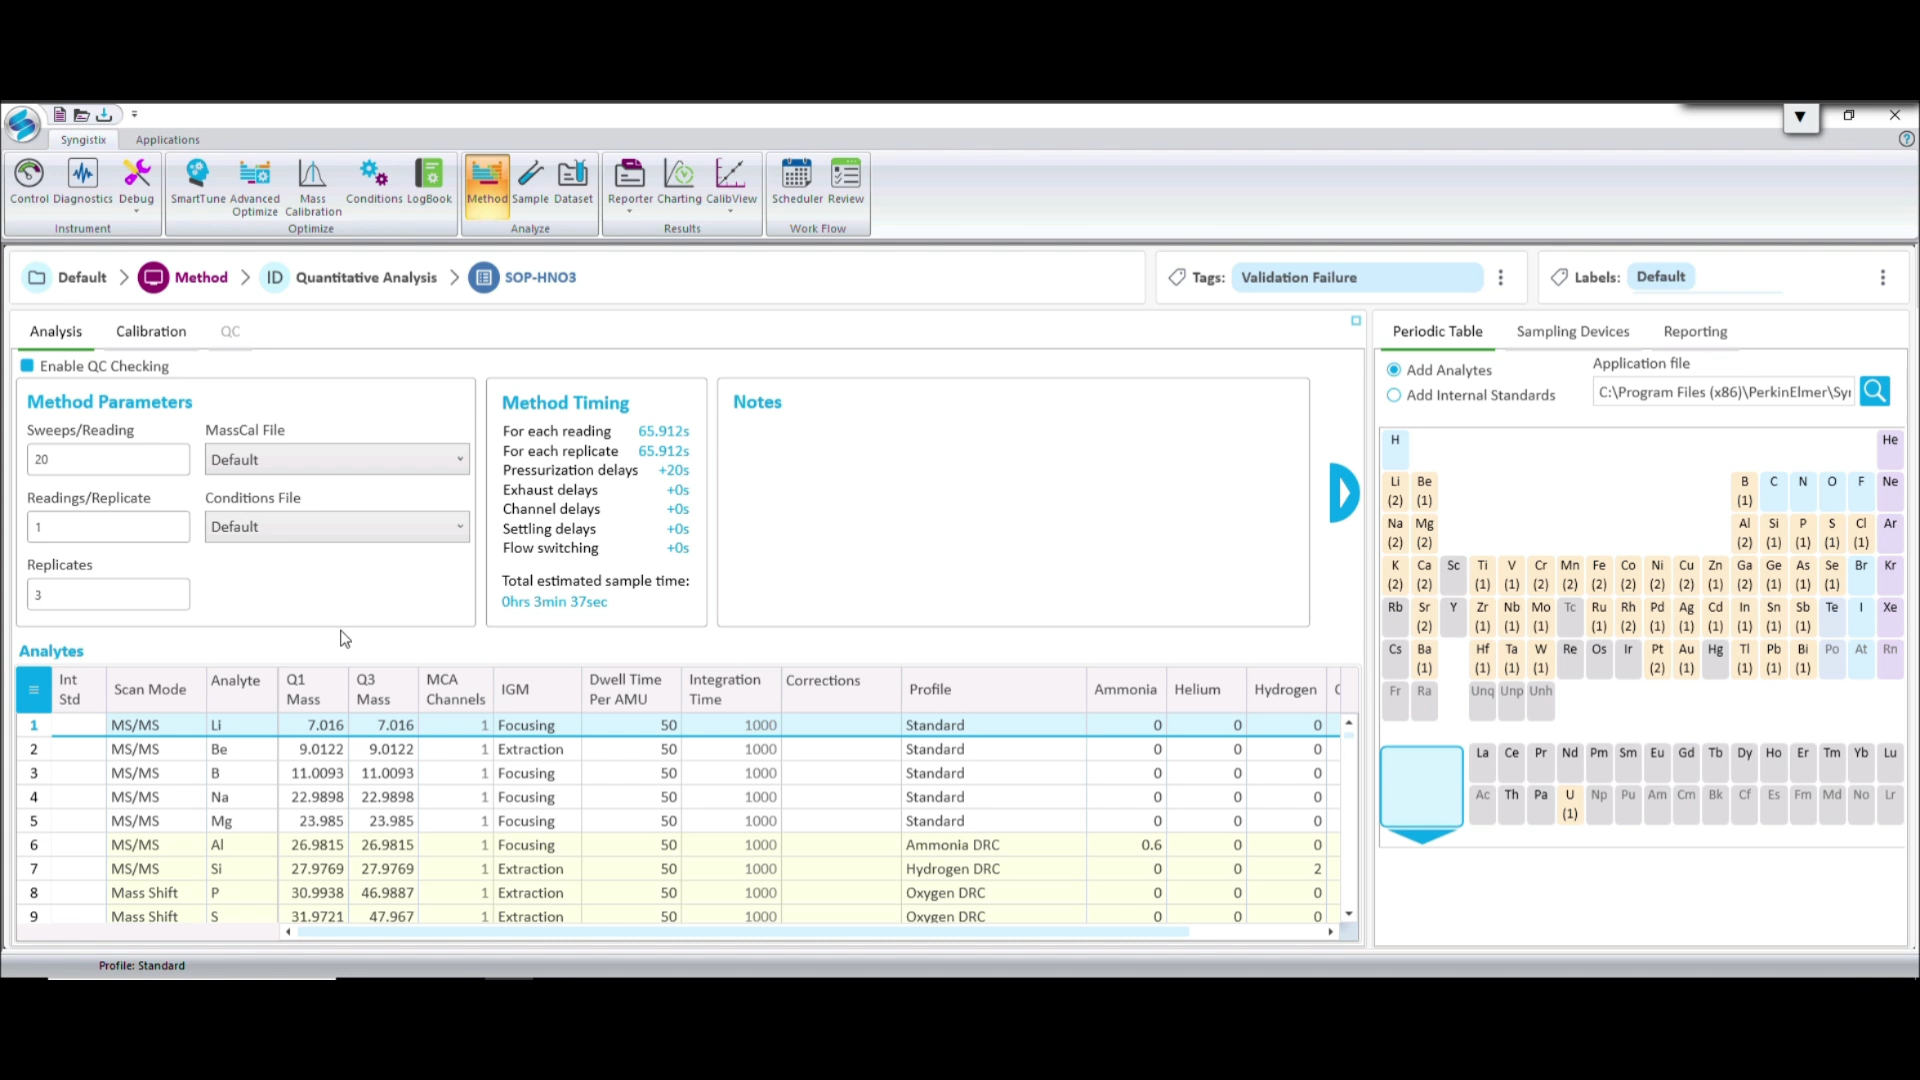 Syngistix Applications
Control Diagnostics Debug SmartTune Advanced Optimize Mass Calibration Conditions LogBook Method Sample Dataset Reporter Charting CalibView Scheduler Review
Instrument Optimize Analyze Results Work Flow
Default Method ID Quantitative Analysis SOP-HNO3 Tags: Validation Failure Labels: Default
Analysis Calibration QC
Enable QC Checking
Method Parameters
Sweeps/Reading MassCal File
20 Default
Readings/Replicate Conditions File
1 Default
Replicates
3
Method Timing
For each reading 65.912s
For each replicate 65.912s
Pressurization delays +20s
Exhaust delays +0s
Channel delays +0s
Settling delays +0s
Flow switching +0s
Total estimated sample time:
0hrs 3min 37sec
Notes
Analytes
Int Std Scan Mode Analyte Q1 Mass Q3 Mass MCA Channels IGM Dwell Time Per AMU Integration Time Corrections Profile Ammonia Helium Hydrogen
1 MS/MS Li 7.016 7.016 1 Focusing 50 1000 Standard 0 0 0
2 MS/MS Be 9.0122 9.0122 1 Extraction 50 1000 Standard 0 0 0
3 MS/MS B 11.0093 11.0093 1 Focusing 50 1000 Standard 0 0 0
4 MS/MS Na 22.9898 22.9898 1 Focusing 50 1000 Standard 0 0 0
5 MS/MS Mg 23.985 23.985 1 Focusing 50 1000 Standard 0 0 0
6 MS/MS Al 26.9815 26.9815 1 Focusing 50 1000 Ammonia DRC 0.6 0 0
7 MS/MS Si 27.9769 27.9769 1 Extraction 50 1000 Hydrogen DRC 0 0 2
8 Mass Shift P 30.9938 46.9887 1 Extraction 50 1000 Oxygen DRC 0 0 0
9 Mass Shift S 31.9721 47.967 1 Extraction 50 1000 Oxygen DRC 0 0 0
Periodic Table Sampling Devices Reporting
Add Analytes Application file
Add Internal Standards C:\Program Files (x86)\PerkinElmer\Syn
H He
Li Be B C N O F Ne
(2) (1) (1)
Na Mg Al Si P S Cl Ar
(2) (2) (2) (1) (1) (1) (1)
K Ca Sc Ti V Cr Mn Fe Co Ni Cu Zn Ga Ge As Se Br Kr
(2) (2) (1) (1) (2) (2) (2) (2) (2) (2) (1) (2) (1) (1) (1)
Rb Sr Y Zr Nb Mo Tc Ru Rh Pd Ag Cd In Sn Sb Te I Xe
(2) (1) (1) (1) (1) (2) (1) (1) (1) (1) (1) (1)
Cs Ba Hf Ta W Re Os Ir Pt Au Hg Tl Pb Bi Po At Rn
(1) (1) (1) (1) (2) (1) (1) (1) (1)
Fr Ra Unq Unp Unh
La Ce Pr Nd Pm Sm Eu Gd Tb Dy Ho Er Tm Yb Lu
Ac Th Pa U Np Pu Am Cm Bk Cf Es Fm Md No Lr
(1)
Profile: Standard